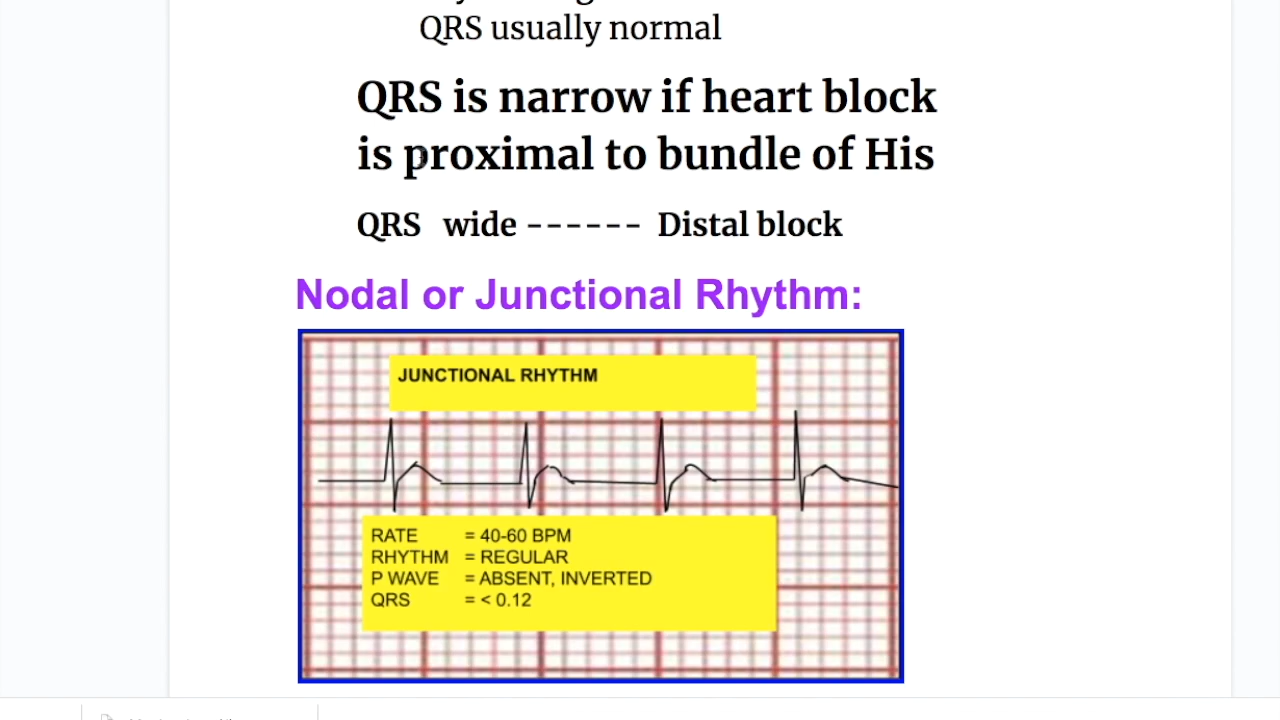 QRS usually normal
QRS is narrow if heart block
is proximal to bundle of His
QRS wide ------ Distal block
Nodal or Junctional Rhythm:
JUNCTIONAL RHYTHM
RATE = 40-60 BPM
RHYTHM = REGULAR
P WAVE = ABSENT, INVERTED
QRS = < 0.12